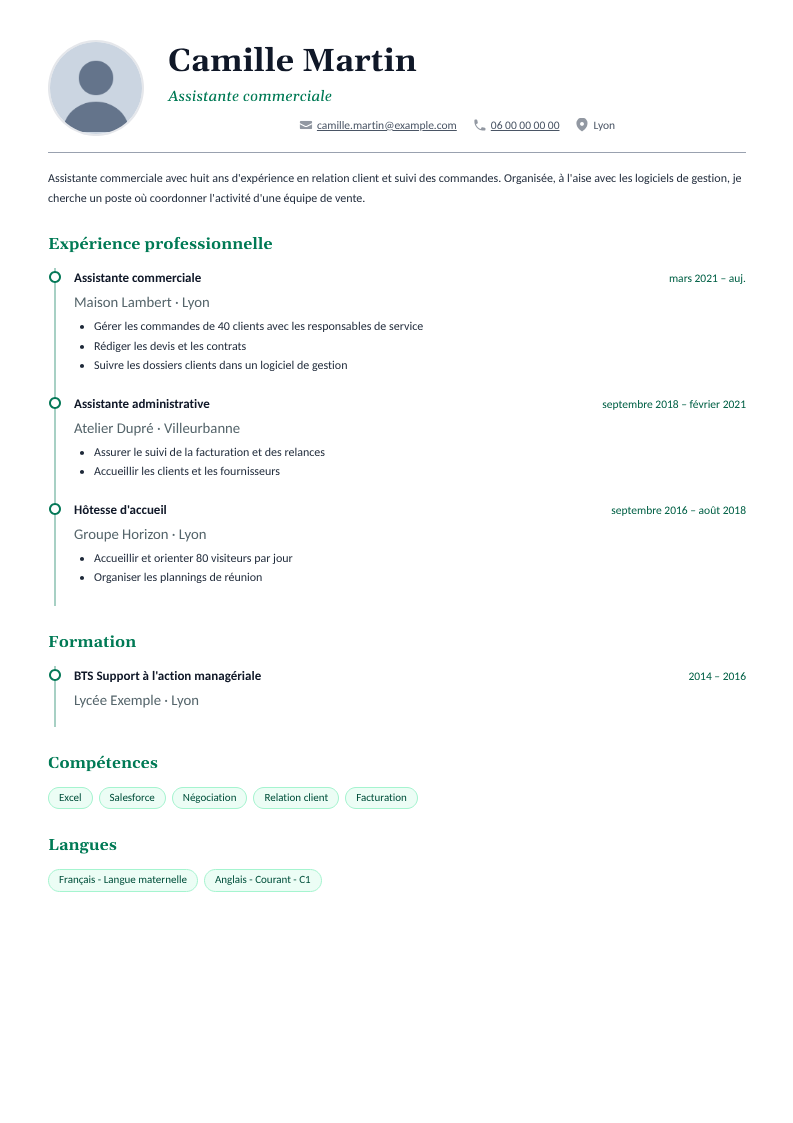 Camille Martin
Assistante commerciale
camille.martin@example.com 06 00 00 00 00 Lyon
Assistante commerciale avec huit ans d'expérience en relation client et suivi des commandes. Organisée, à l'aise avec les logiciels de gestion, je
cherche un poste où coordonner l'activité d'une équipe de vente.
Expérience professionnelle
Assistante commerciale mars 2021 – auj.
Maison Lambert · Lyon
• Gérer les commandes de 40 clients avec les responsables de service
• Rédiger les devis et les contrats
• Suivre les dossiers clients dans un logiciel de gestion
Assistante administrative septembre 2018 – février 2021
Atelier Dupré · Villeurbanne
• Assurer le suivi de la facturation et des relances
• Accueillir les clients et les fournisseurs
Hôtesse d'accueil septembre 2016 – août 2018
Groupe Horizon · Lyon
• Accueillir et orienter 80 visiteurs par jour
• Organiser les plannings de réunion
Formation
BTS Support à l'action managériale 2014 – 2016
Lycée Exemple · Lyon
Compétences
Excel Salesforce Négociation Relation client Facturation
Langues
Français - Langue maternelle Anglais - Courant - C1